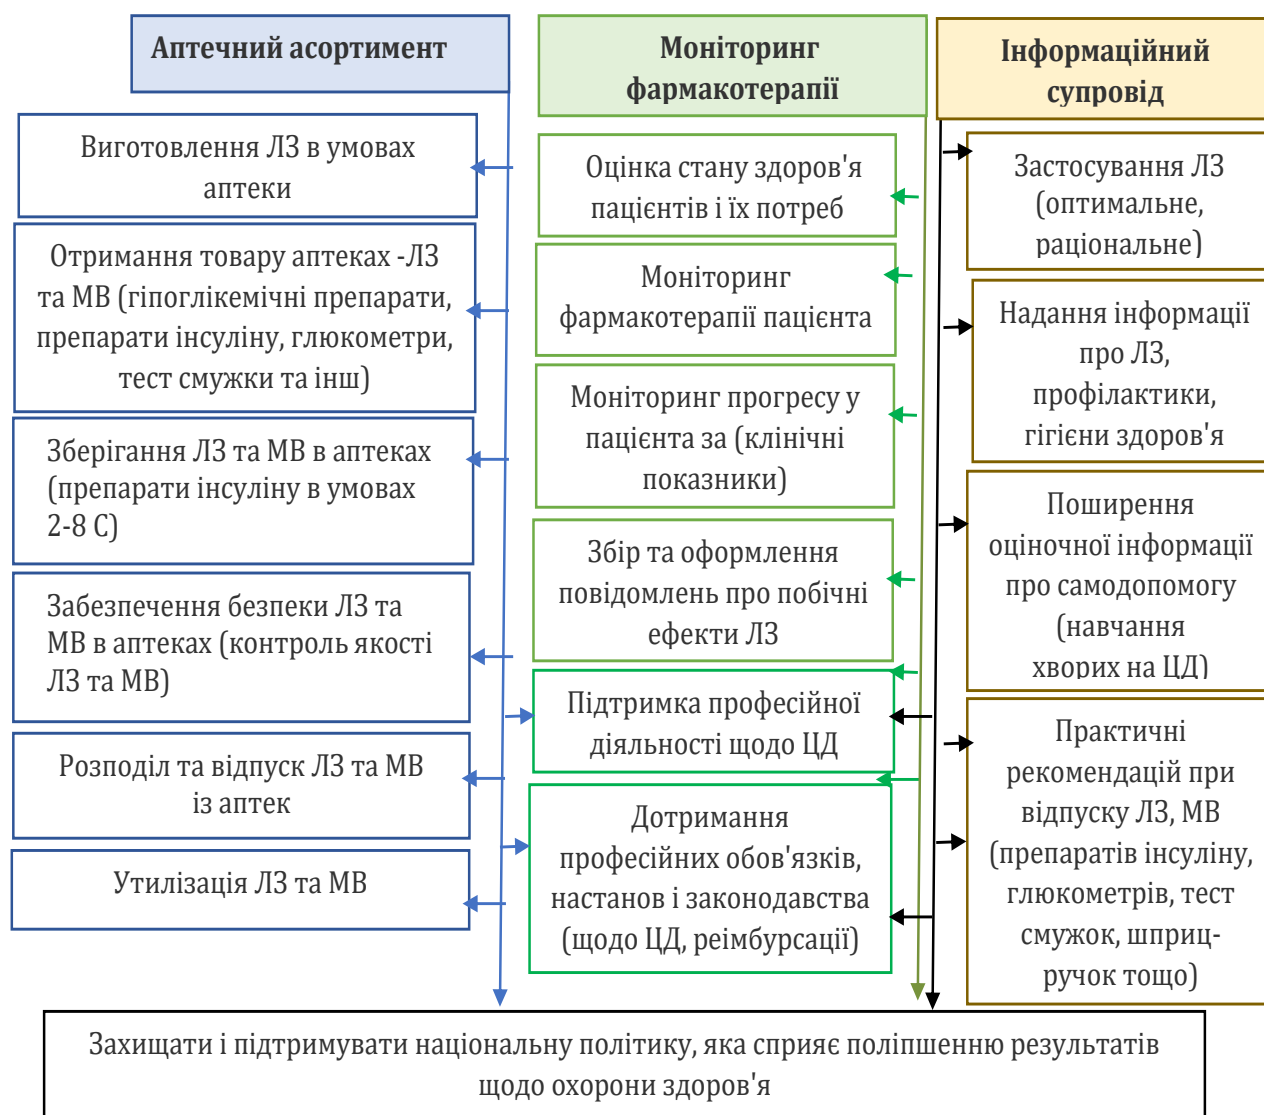 Аптечний асортимент
Виготовлення ЛЗ в умовах
аптеки
Отримання товару аптеках -ЛЗ
та МВ (гіпоглікемічні препарати,
препарати інсуліну, глюкометри,
тест смужки та інш)
Зберігання ЛЗ та МВ в аптеках
(препарати інсуліну в умовах
2-8 С)
Забезпечення безпеки ЛЗ та
МВ в аптеках (контроль якості
ЛЗ та МВ)
Розподіл та відпуск ЛЗ та МВ
із аптек
Утилізація ЛЗ та МВ
Моніторинг
фармакотерапії
Оцінка стану здоров'я
пацієнтів і їх потреб
Моніторинг
фармакотерапії пацієнта
Моніторинг прогресу у
пацієнта за (клінічні
показники)
Збір та оформлення
повідомлень про побічні
ефекти ЛЗ
Підтримка професійної
діяльності щодо ЦД
Дотримання
професійних обов'язків,
настанов і законодавства
(щодо ЦД, реімбурсації)
Інформаційний
супровід
Застосування ЛЗ
(оптимальне,
раціональне)
Надання інформації
про ЛЗ,
профілактики,
гігієни здоров'я
Поширення
оціночної інформації
про самодопомогу
(навчання
хворих на ЦД)
Практичні
рекомендацій при
відпуску ЛЗ, МВ
(препаратів інсуліну,
глюкометрів, тест
смужок, шприц-
ручок тощо)
Захищати і підтримувати національну політику, яка сприяє поліпшенню результатів
щодо охорони здоров'я